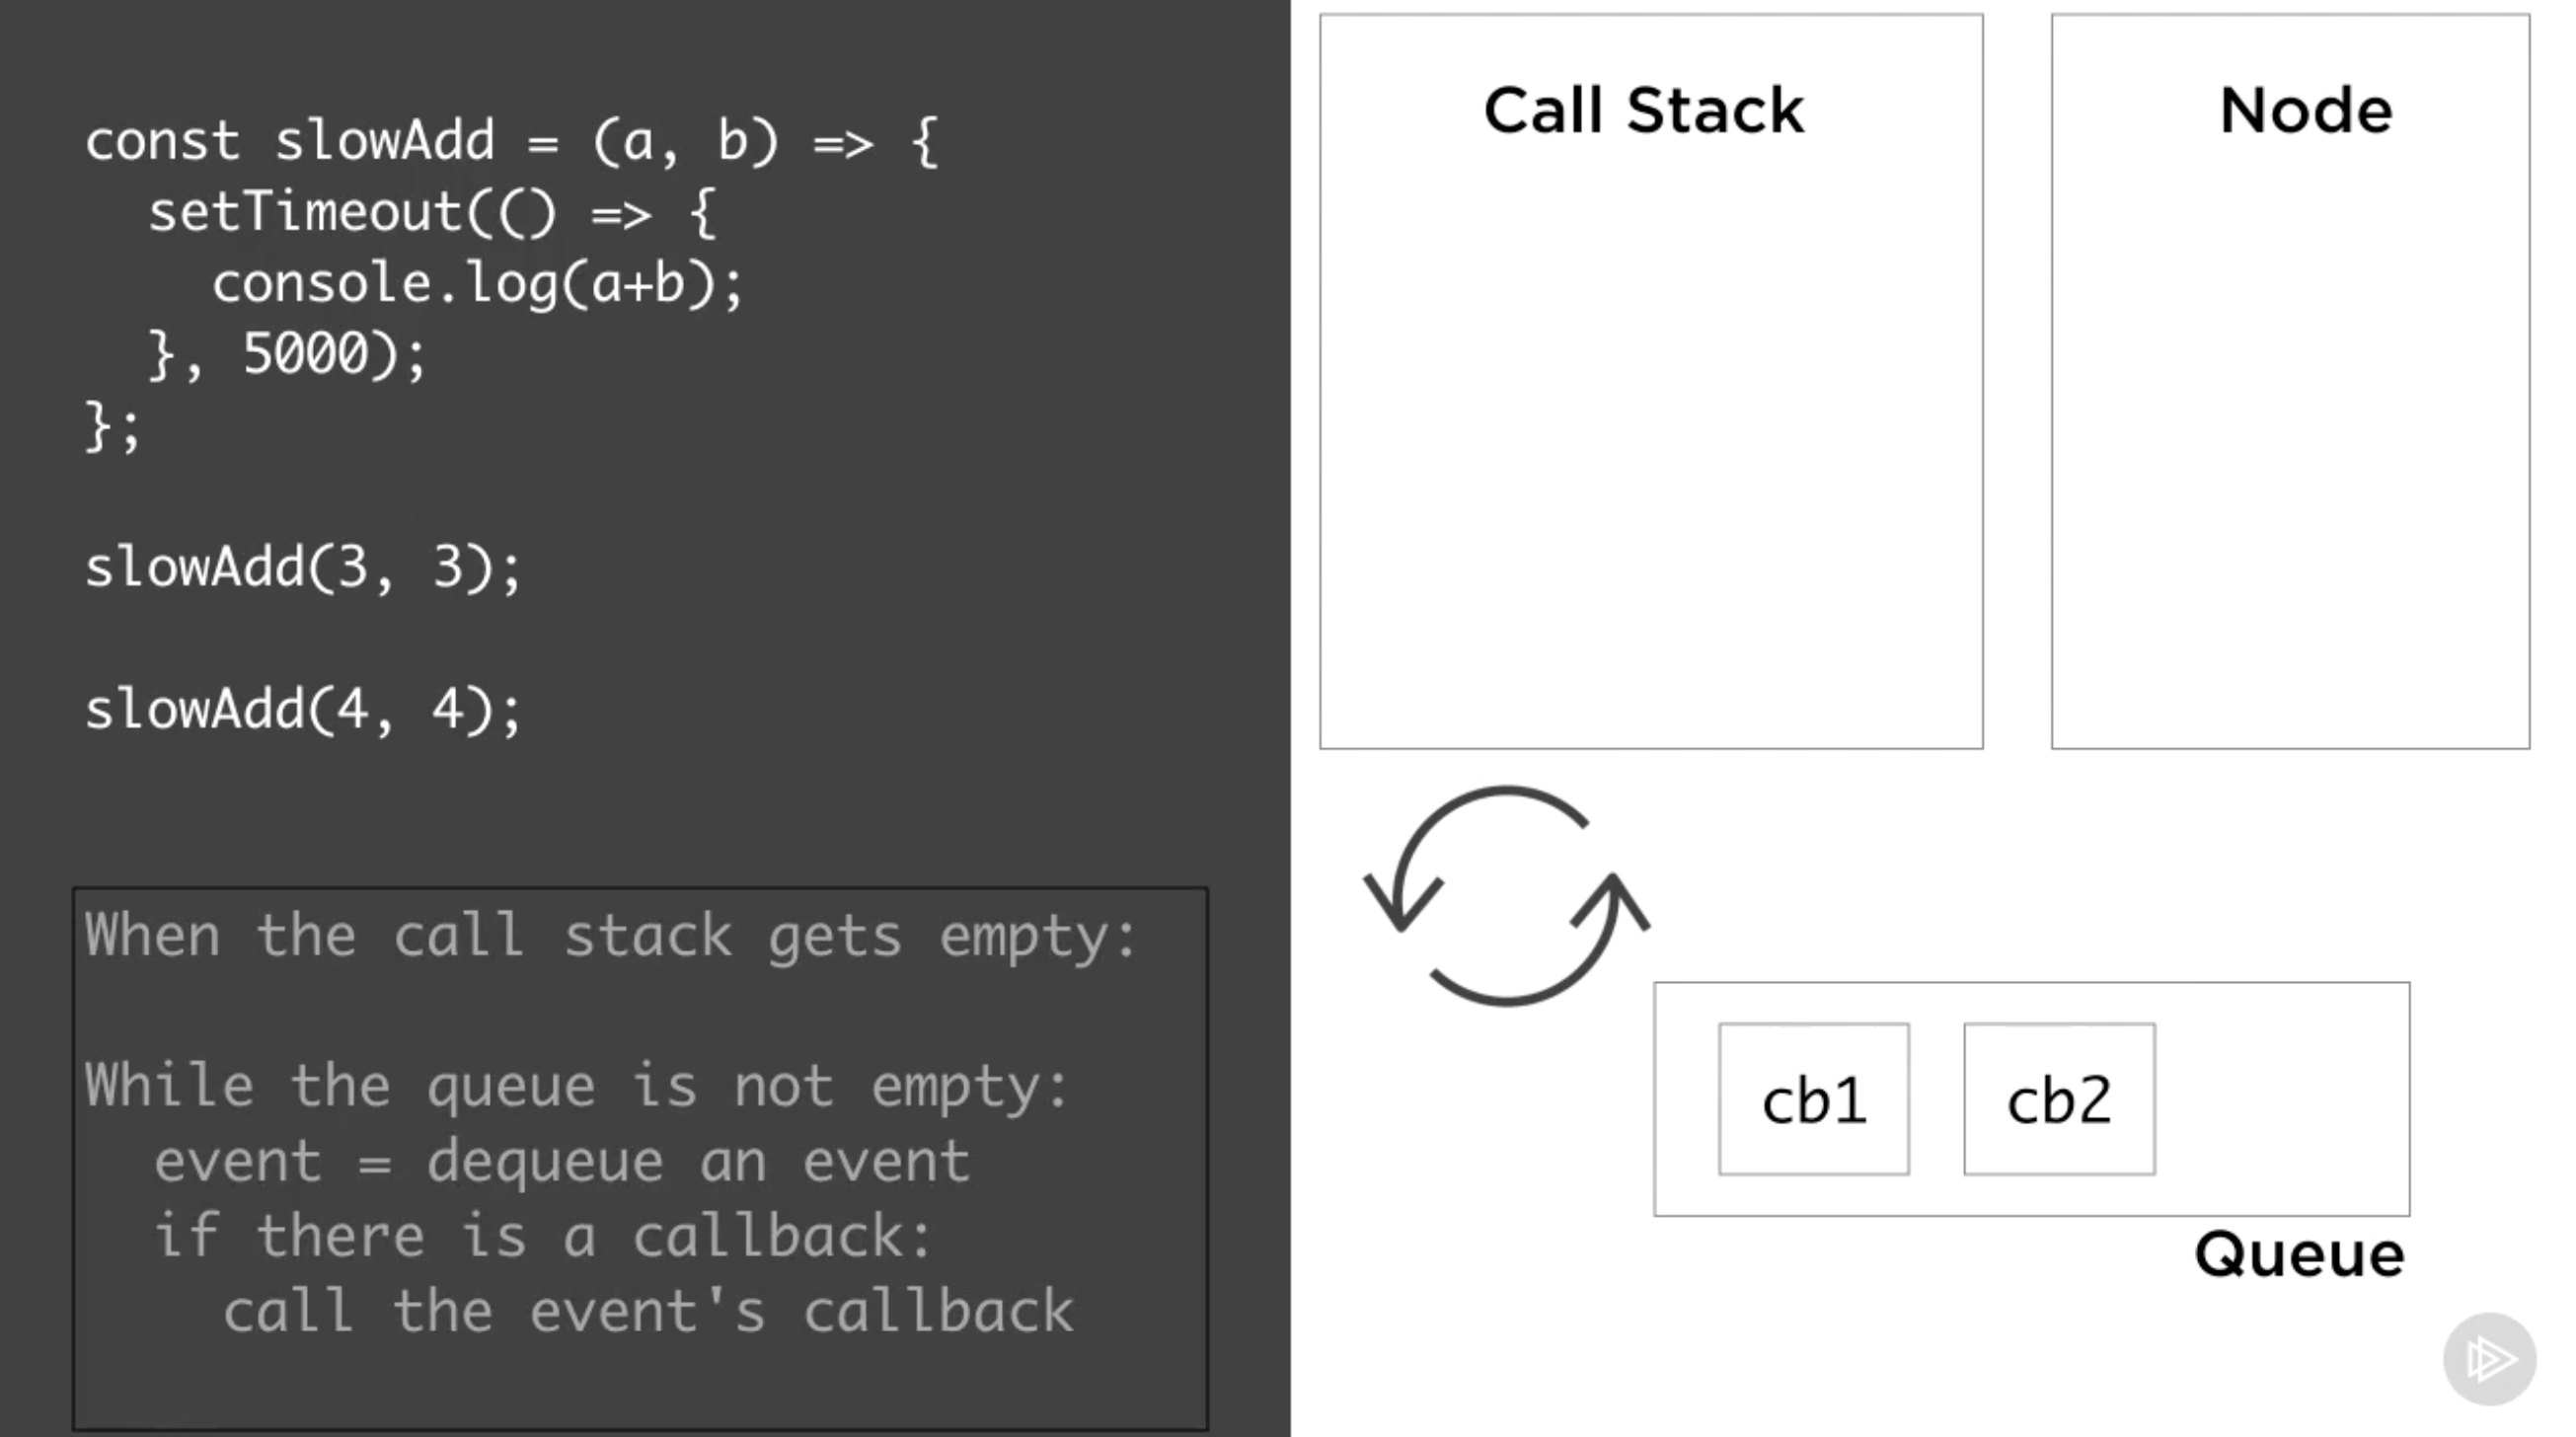 const slowAdd = (a, b) => {
setTimeout(() => {
console.log(a+b);
}, 5000);
};
slowAdd(3, 3);
slowAdd(4, 4);
When the call stack gets empty:
While the queue is not empty:
event = dequeue an event
if there is a callback:
call the event's callback
Call Stack
Node
cb1
cb2
Queue